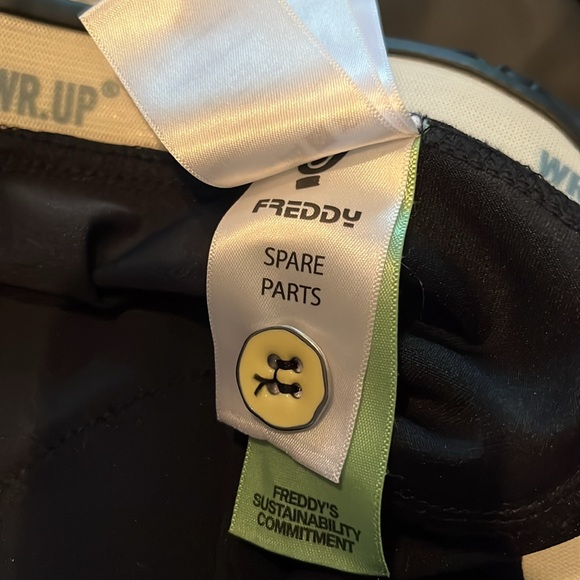 WR.UP®
FREDDY
SPARE
PARTS
FREDDY'S
SUSTAINABILITY
COMMITMENT